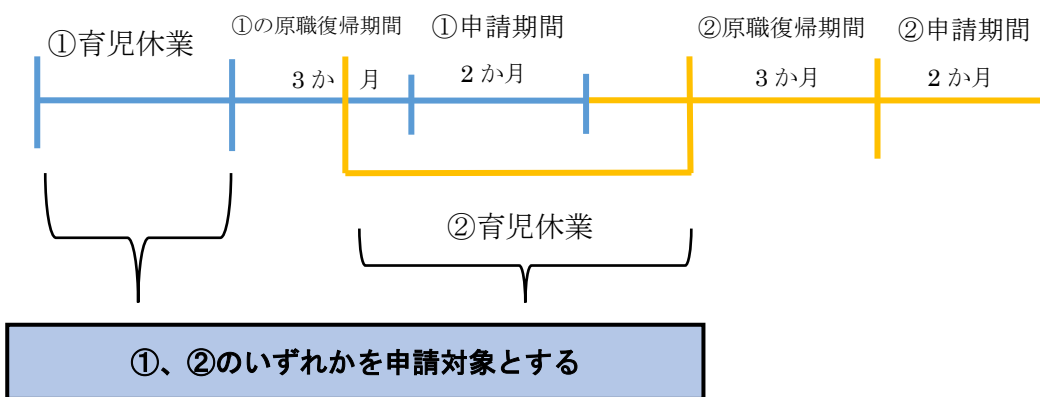 ①育児休業
①の原職復帰期間
3 か月
①申請期間
2 か月
②原職復帰期間
3 か月
②申請期間
2 か月
②育児休業
①、②のいずれかを申請対象とする